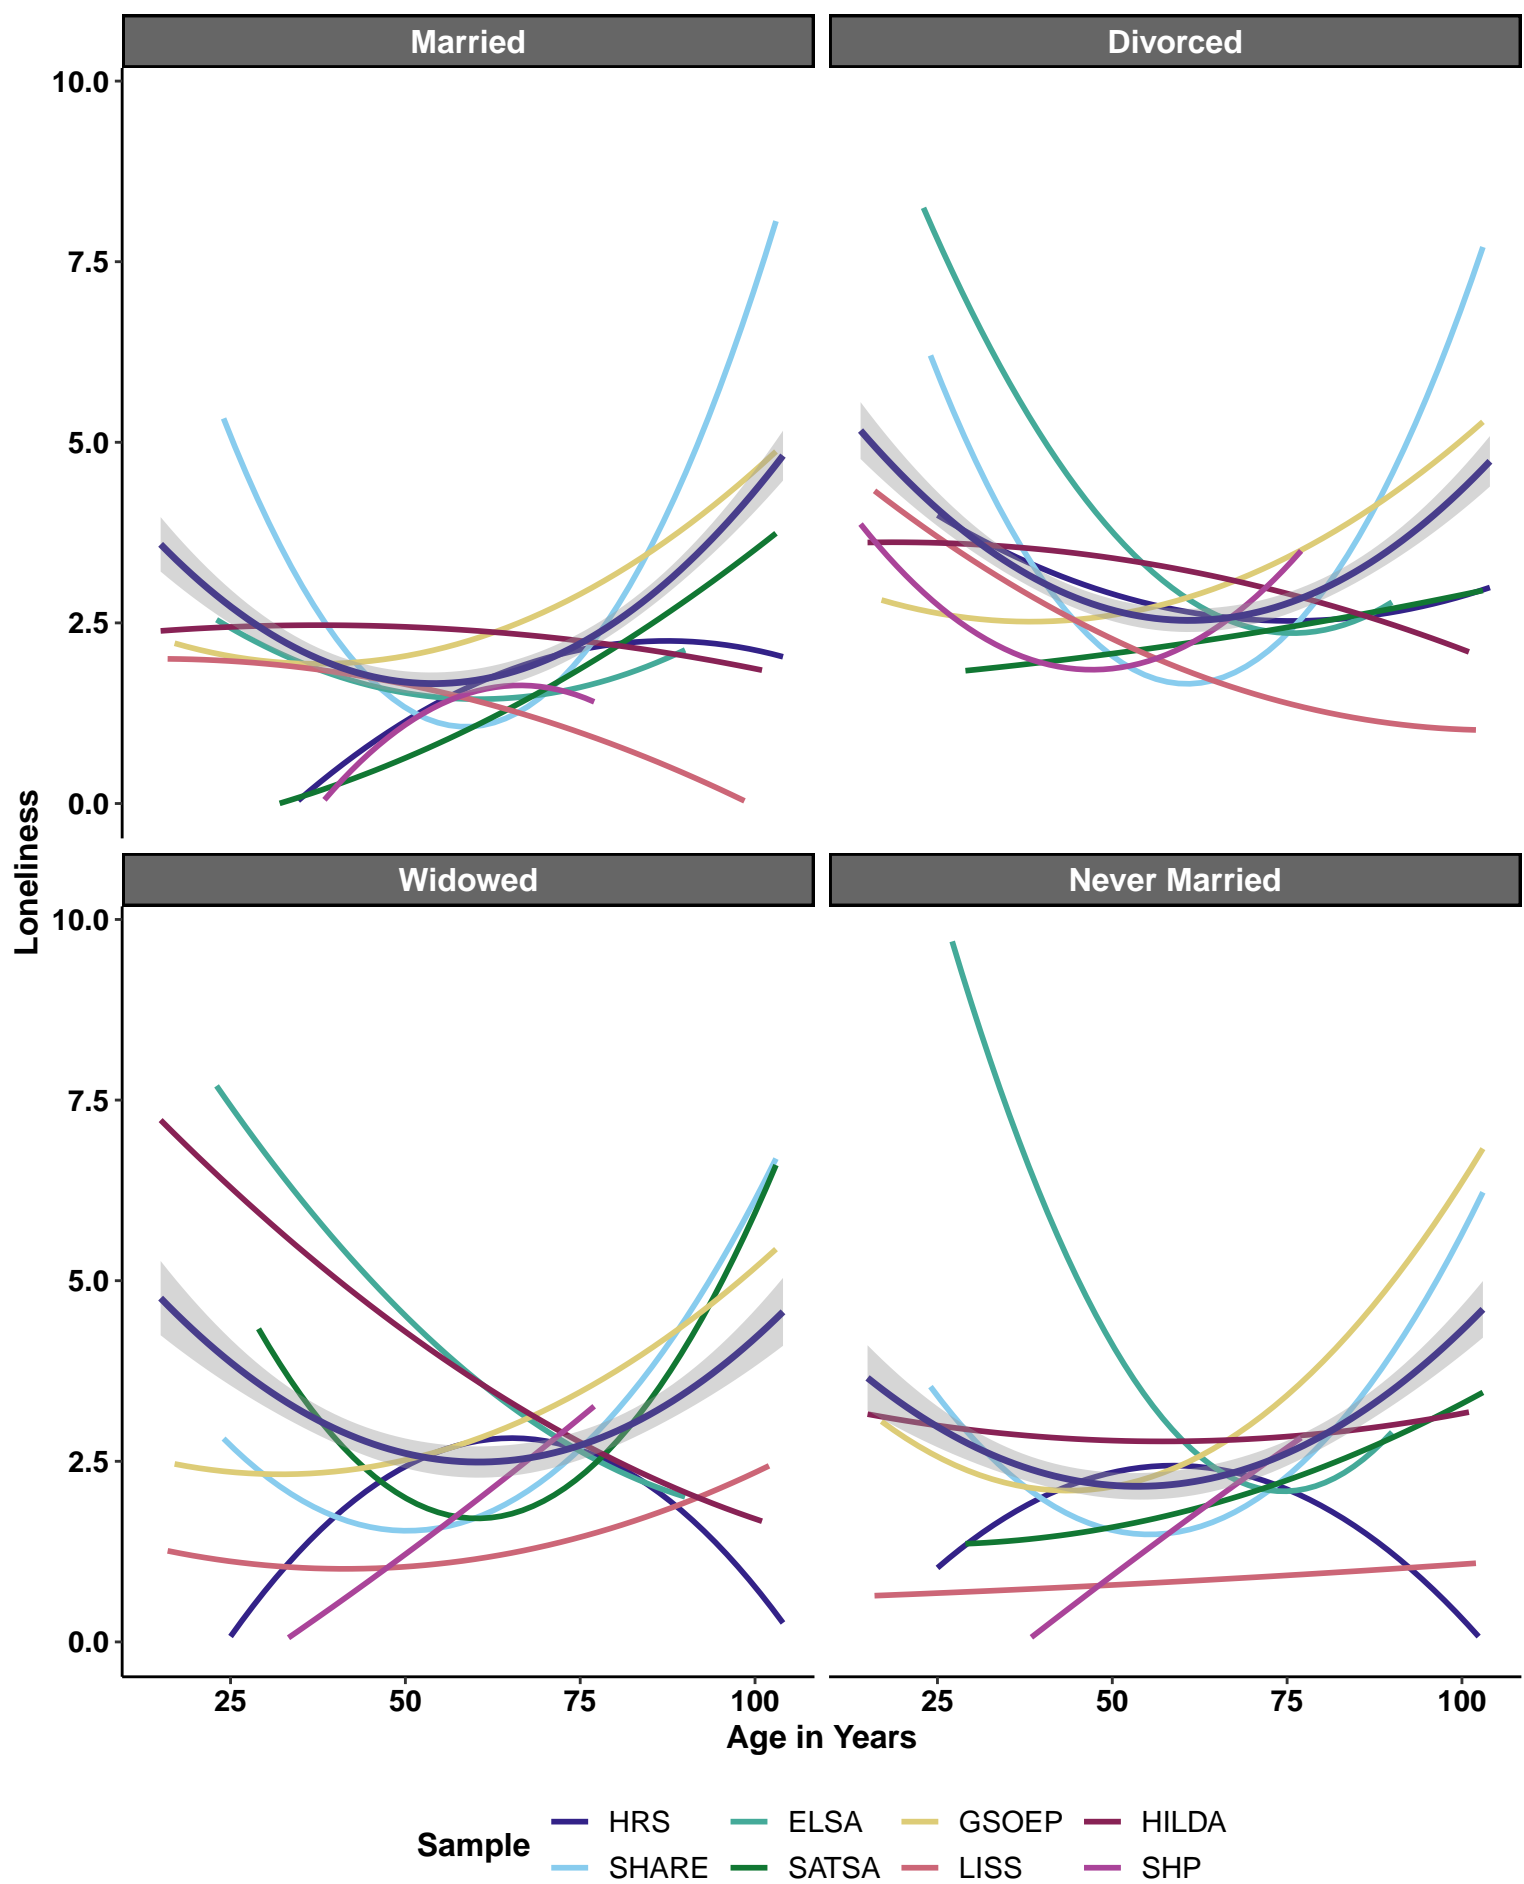 Married
Divorced
10.0
7.5
5.0
2.5
0.0
Loneliness
Widowed
Never Married
10.0
7.5
5.0
2.5
0.0
25 50 75 100
25 50 75 100
Age in Years
Sample
HRS ELSA GSOEP HILDA
SHARE SATSA LISS SHP